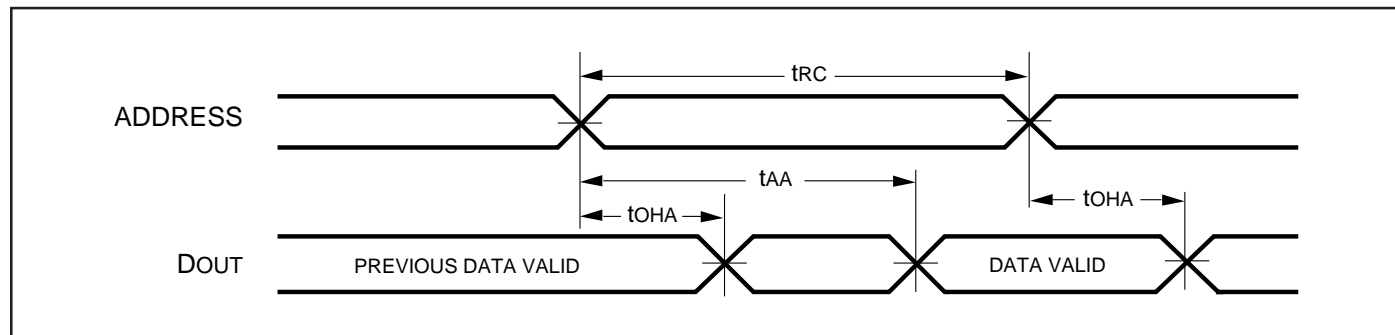 tRC
ADDRESS
tAA
tOHA
tOHA
DOUT
PREVIOUS DATA VALID
DATA VALID